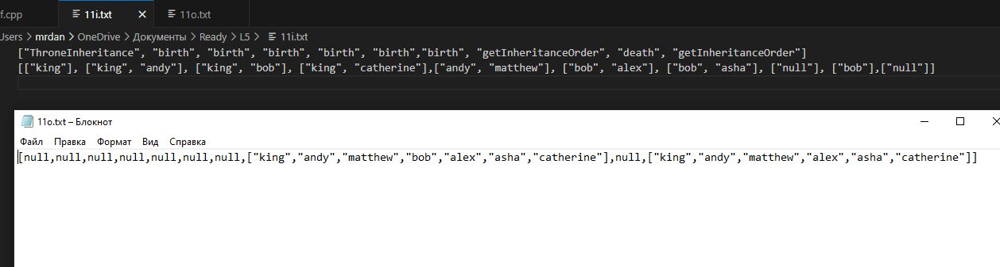 f.cpp 11i.txt 11o.txt
Users > mrdan > OneDrive > Документы > Ready > L5 > 11i.txt
["ThroneInheritance", "birth", "birth", "birth", "birth", "birth","birth", "getInheritanceOrder", "death", "getInheritanceOrder"]
[["king"], ["king", "andy"], ["king", "bob"], ["king", "catherine"],["andy", "matthew"], ["bob", "alex"], ["bob", "asha"], ["null"], ["bob"],["null"]]
11o.txt – Блокнот
Файл Правка Формат Вид Справка
[null,null,null,null,null,null,null,["king","andy","matthew","bob","alex","asha","catherine"],null,["king","andy","matthew","alex","asha","catherine"]]